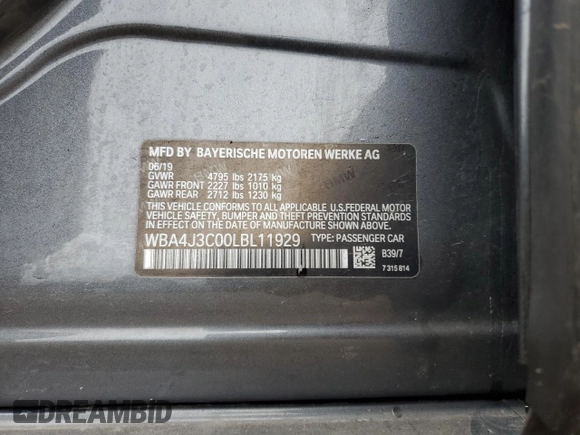 MFD BY BAYERISCHE MOTOREN WERKE AG
06/19
GVWR 4795 lbs 2175 kg
GAWR FRONT 2227 lbs 1010 kg
GAWR REAR 2712 lbs 1230 kg
THIS VEHICLE CONFORMS TO ALL APPLICABLE U.S.FEDERAL MOTOR
VEHICLE SAFETY, BUMPER AND THEFT PREVENTION STANDARDS
IN EFFECT ON THE DATE OF MANUFACTURE SHOWN ABOVE.
WBA4J3C00LBL11929 TYPE: PASSENGER CAR
B39/7
7 315 814
DREAMBID